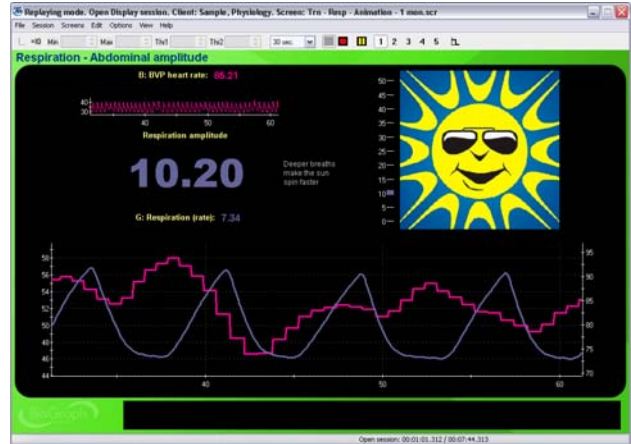 Replaying mode. Open Display session. Client: Sample, Physiology. Screen: Trn - Resp - Animation - 1 mon.scr
File Session Screens Edit Options View Help
Min Max Thr1 Thr2 30 sec. 1 2 3 4 5
Respiration - Abdominal amplitude
B: BVP heart rate: 85.21
40
30
40 60
Respiration amplitude
10.20
Deeper breaths
make the sun
spin faster
G: Respiration (rate): 7.34
50
45
40
35
30
25
20
15
10
5
0
58
56
54
52
50
48
46
44
95
90
85
80
75
70
40 50 60
BioGraph
Open session: 00:01:01.312 / 00:07:44.313